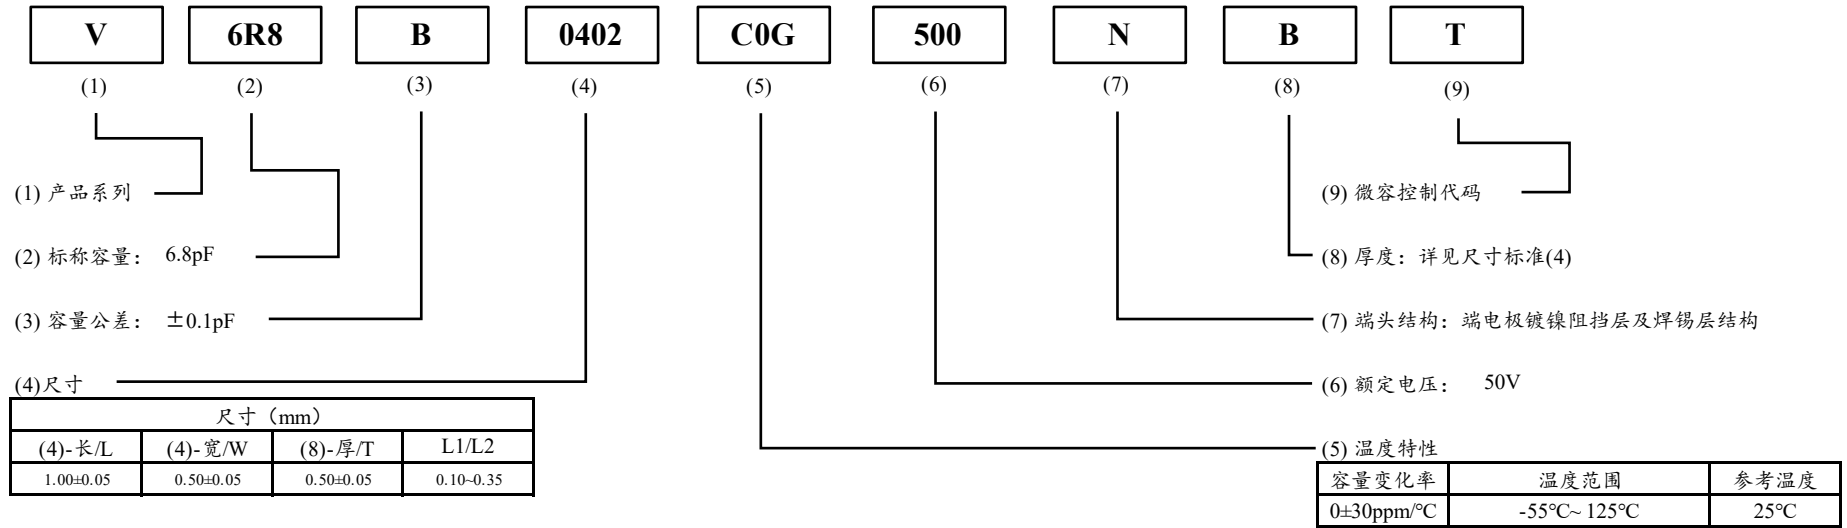 V 6R8 B 0402 C0G 500 N B T
(1) (2) (3) (4) (5) (6) (7) (8) (9)
(1) 产品系列
(9) 微容控制代码
(2) 标称容量： 6.8pF
(8) 厚度：详见尺寸标准(4)
(3) 容量公差： ±0.1pF
(7) 端头结构：端电极镀镍阻挡层及焊锡层结构
(4)尺寸
(6) 额定电压： 50V
尺寸（mm）
(4)-长/L (4)-宽/W (8)-厚/T L1/L2
1.00±0.05 0.50±0.05 0.50±0.05 0.10~0.35
(5) 温度特性
容量变化率 温度范围 参考温度
0±30ppm/℃ -55℃~ 125℃ 25℃